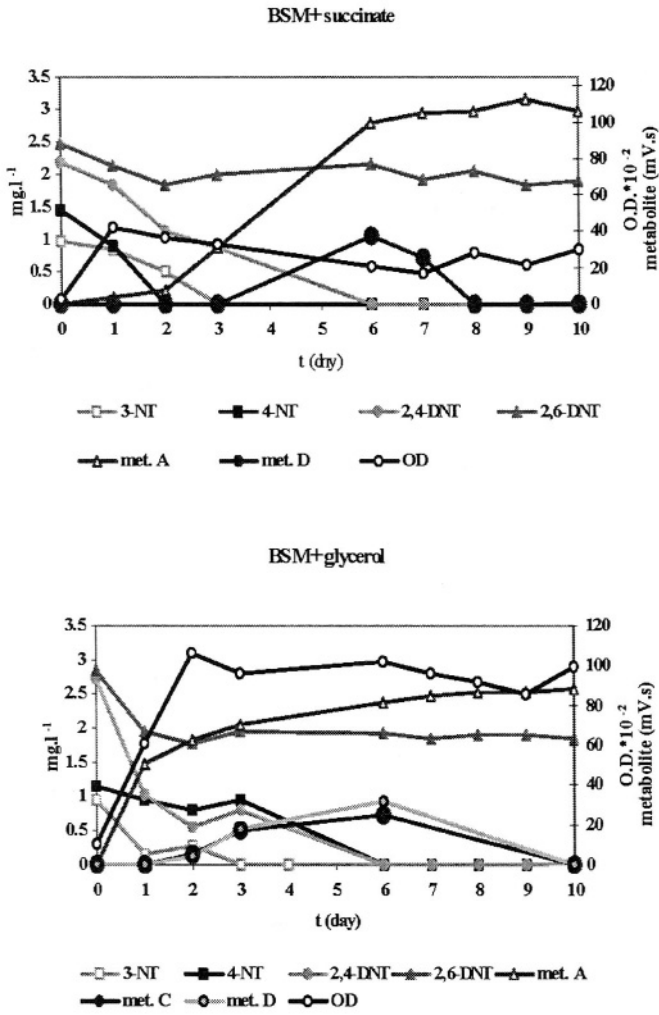 BSM+succinate
3.5
3
2.5
2
1.5
1
0.5
0
mg.l -1
120
100
80
60
40
20
0
O.D.*10 -2
metabolite (mV.s)
0 1 2 3 4 5 6 7 8 9 10
t (day)
3-NT 4-NT 2,4-DNT 2,6-DNT
met. A met. D OD
BSM+glycerol
3.5
3
2.5
2
1.5
1
0.5
0
mg.l -1
120
100
80
60
40
20
0
O.D.*10 -2
metabolite (mV.s)
0 1 2 3 4 5 6 7 8 9 10
t (day)
3-NT 4-NT 2,4-DNT 2,6-DNT met. A
met. C met. D OD